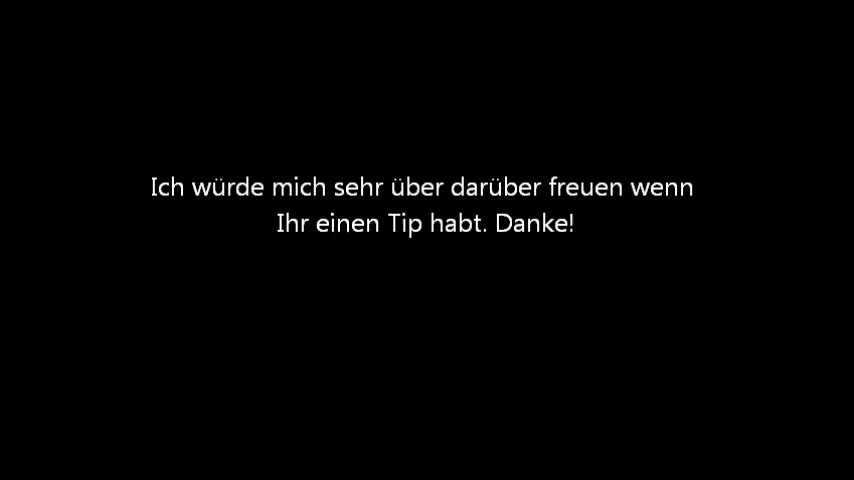 Ich würde mich sehr über darüber freuen wenn
Ihr einen Tip habt. Danke!